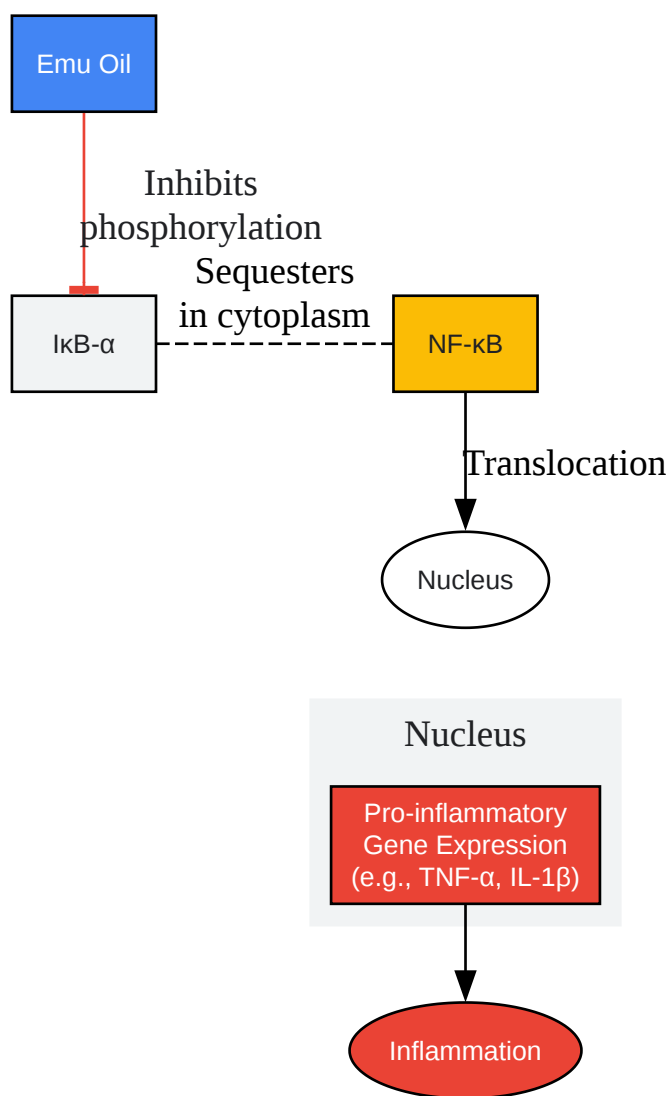 Emu Oil
Inhibits
phosphorylation
Sequesters
in cytoplasm
IκB-α
NF-κB
Translocation
Nucleus
Nucleus
Pro-inflammatory
Gene Expression
(e.g., TNF-α, IL-1β)
Inflammation